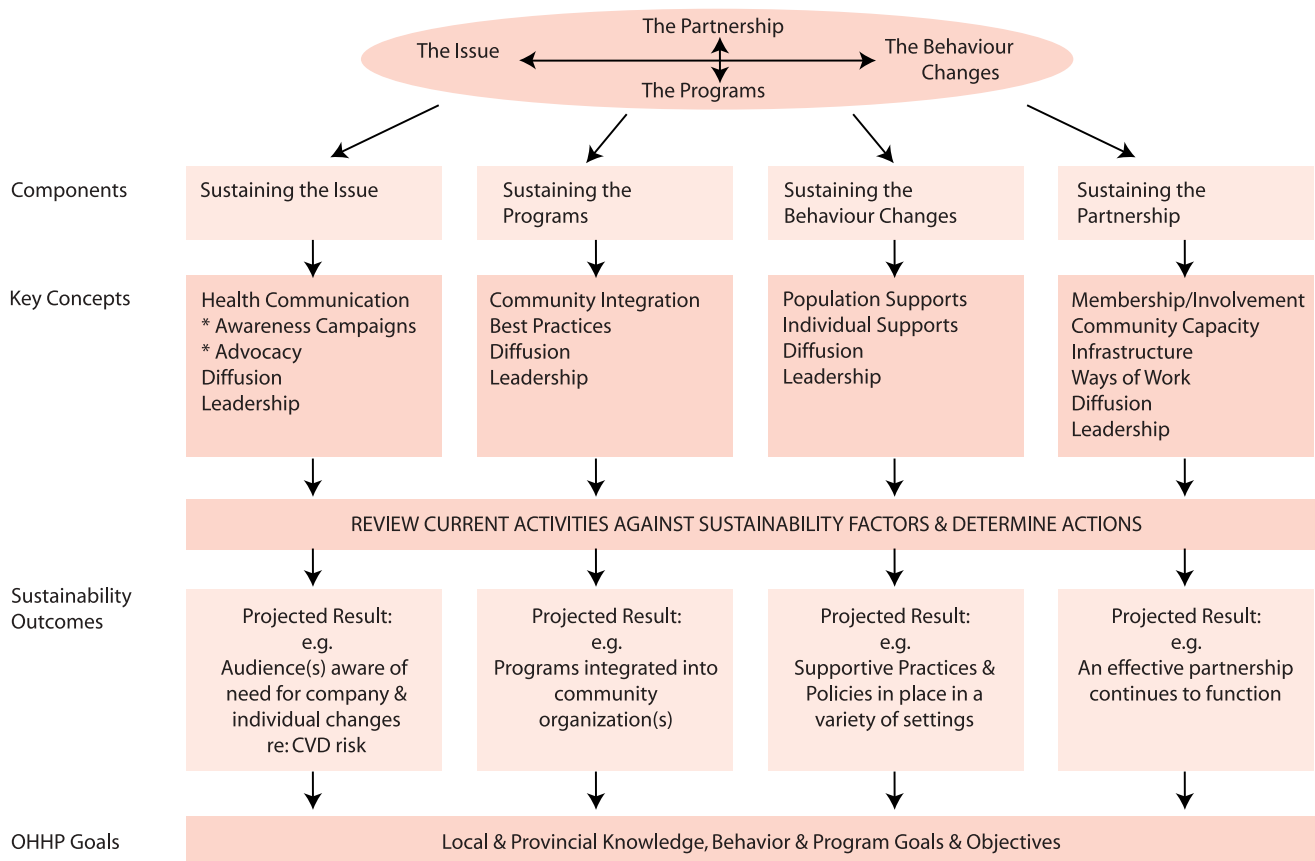 The Partnership
The Issue
The Behaviour
Changes
The Programs
Components
Sustaining the Issue
Sustaining the
Programs
Sustaining the
Behaviour Changes
Sustaining the
Partnership
Key Concepts
Health Communication
* Awareness Campaigns
* Advocacy
Diffusion
Leadership
Community Integration
Best Practices
Diffusion
Leadership
Population Supports
Individual Supports
Diffusion
Leadership
Membership/Involvement
Community Capacity
Infrastructure
Ways of Work
Diffusion
Leadership
REVIEW CURRENT ACTIVITIES AGAINST SUSTAINABILITY FACTORS & DETERMINE ACTIONS
Sustainability
Outcomes
Projected Result:
e.g.
Audience(s) aware of
need for company &
individual changes
re: CVD risk
Projected Result:
e.g.
Programs integrated into
community
organization(s)
Projected Result:
e.g.
Supportive Practices &
Policies in place in a
variety of settings
Projected Result:
e.g.
An effective partnership
continues to function
OHHP Goals
Local & Provincial Knowledge, Behavior & Program Goals & Objectives